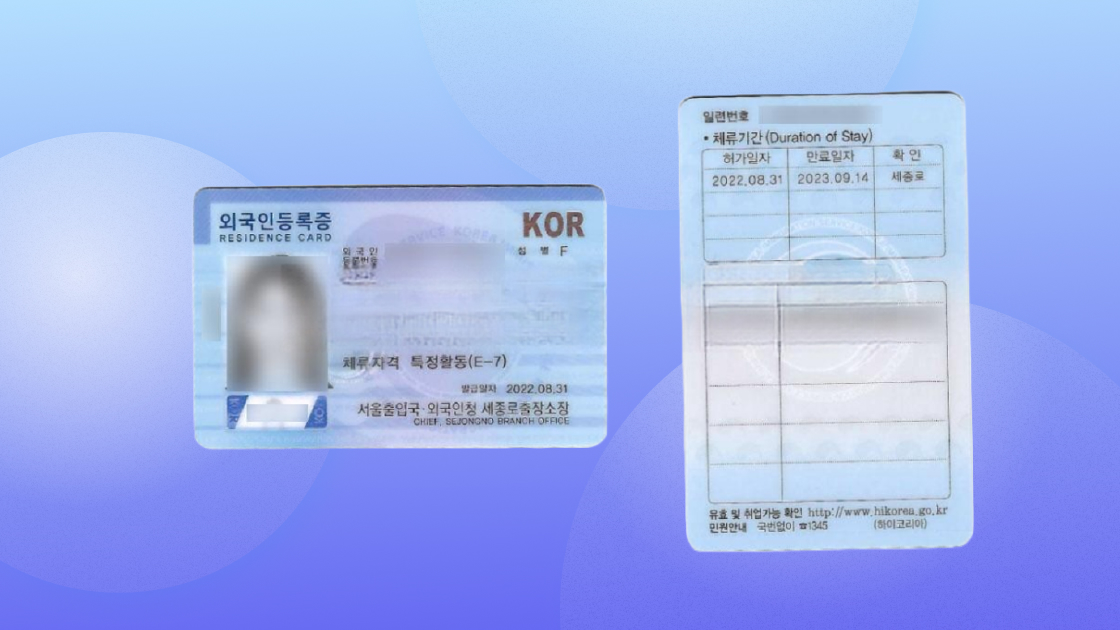 외국인등록증
RESIDENCE CARD
KOR
외국인
등록번호
성 별 F
체류자격 특정활동(E-7)
발급일자 2022.08.31
서울출입국·외국인청 세종로출장소장
CHIEF, SEJONGNO BRANCH OFFICE
일련번호
• 체류기간(Duration of Stay)
허가일자 만료일자 확 인
2022.08.31 2023.09.14 세종로
유효 및 취업가능 확인 http://www.hikorea.go.kr
민원안내 국번없이 ☎1345 (하이코리아)